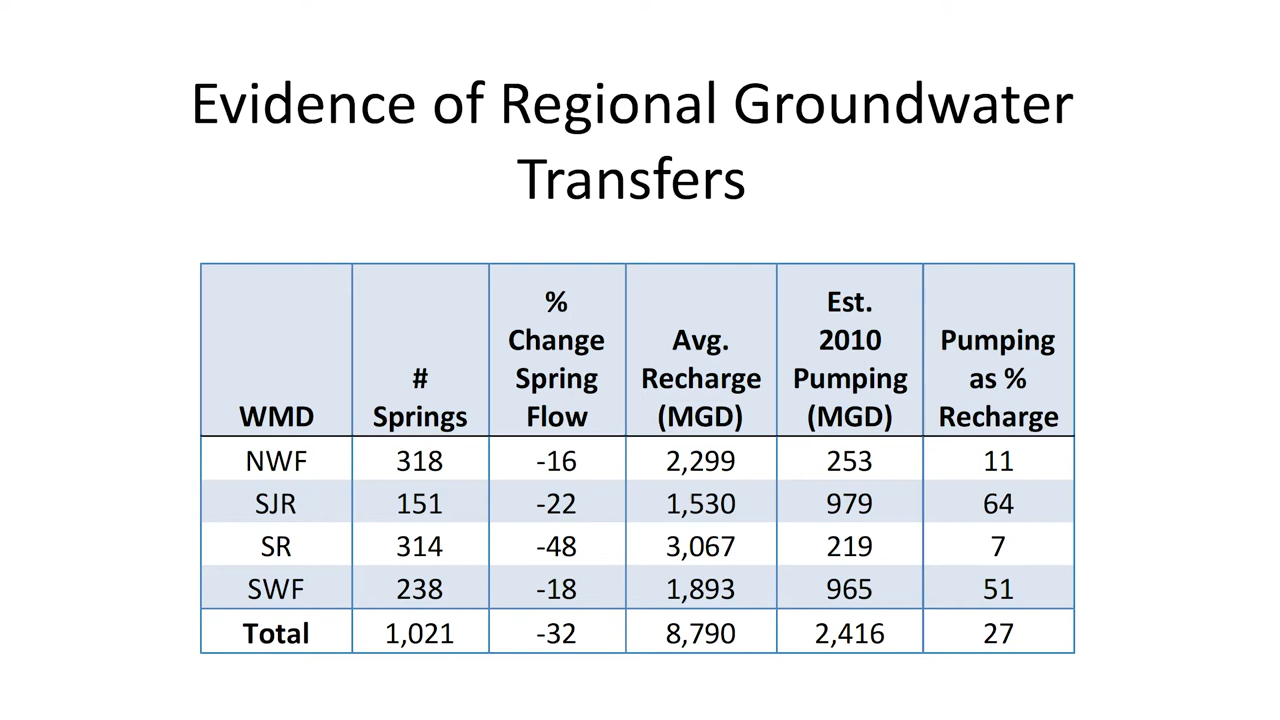 Evidence of Regional Groundwater
Transfers
WMD
#
Springs
%
Change
Spring
Flow
Avg.
Recharge
(MGD)
Est.
2010
Pumping
(MGD)
Pumping
as %
Recharge
NWF 318 -16 2,299 253 11
SJR 151 -22 1,530 979 64
SR 314 -48 3,067 219 7
SWF 238 -18 1,893 965 51
Total 1,021 -32 8,790 2,416 27